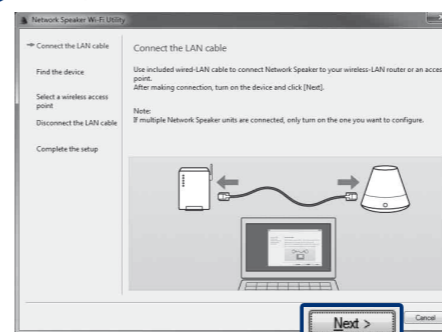 Network Speaker Wi-Fi Utility
Connect the LAN cable
Find the device
Select a wireless access
point
Disconnect the LAN cable
Complete the setup
Connect the LAN cable
Use included wired-LAN cable to connect Network Speaker to your wireless-LAN router or an acces
point.
After making connection, turn on the device and click [Next].
Note:
If multiple Network Speaker units are connected, only turn on the one you want to configure.
Next >
Cancel